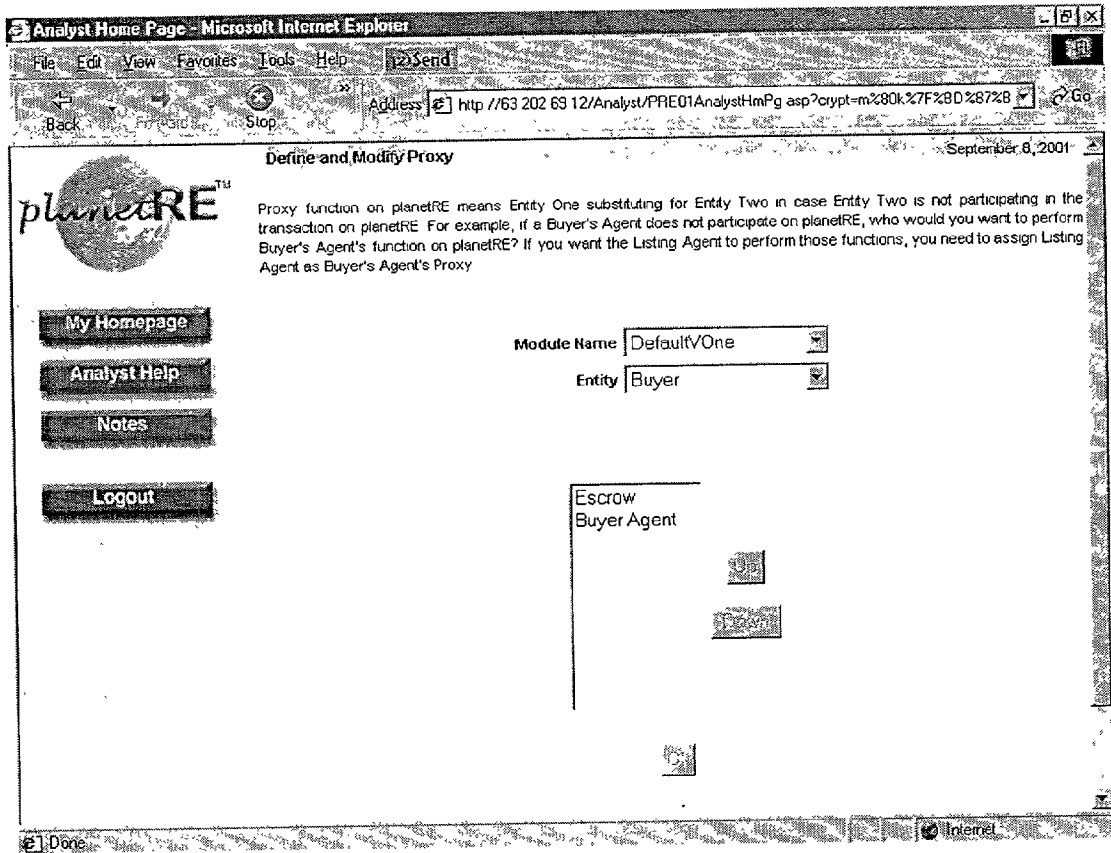 Analyst Home Page - Microsoft Internet Explorer
File Edit View Favorites Tools Help Send
Back Stop » Address http //63 202 69 12/Analyst/PRE01AnalystHmPg asp?crypt=m%80k%7F%8D%87%B Go
Define and Modify Proxy September 8, 2001
planetRE™
Proxy function on planetRE means Entity One substituting for Entity Two in case Entity Two is not participating in the
transaction on planetRE For example, if a Buyer's Agent does not participate on planetRE, who would you want to perform
Buyer's Agent's function on planetRE? If you want the Listing Agent to perform those functions, you need to assign Listing
Agent as Buyer's Agent's Proxy
My Homepage
Analyst Help
Notes
Logout
Module Name DefaultVOne
Entity Buyer
Escrow
Buyer Agent
Up
Down
Done Internet